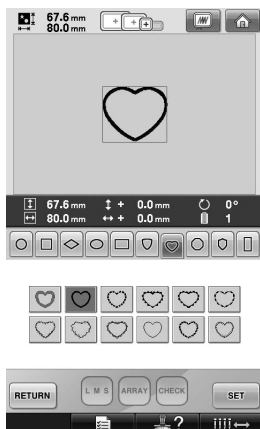 67.6 mm
80.0 mm
67.6 mm + 0.0 mm 0°
80.0 mm + 0.0 mm 1
RETURN L M S ARRAY CHECK SET
?